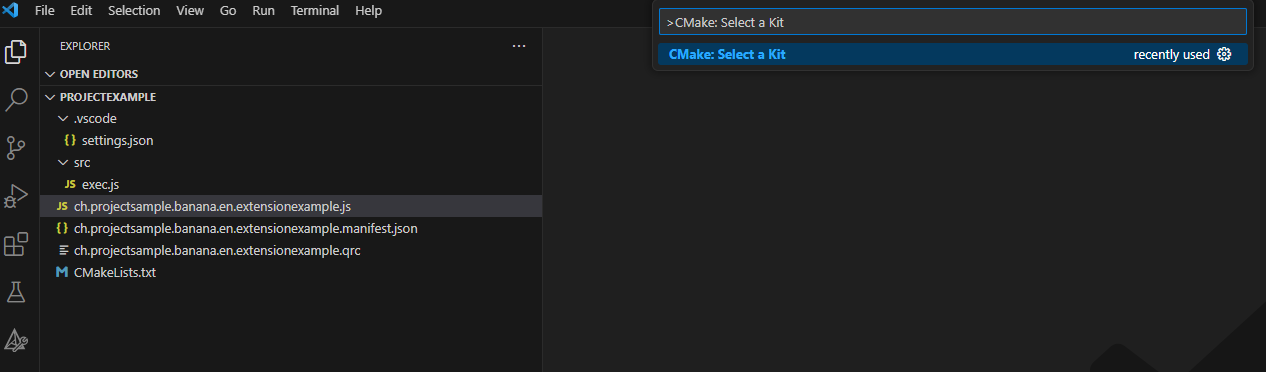 File Edit Selection View Go Run Terminal Help
>CMake: Select a Kit
CMake: Select a Kit recently used
EXPLORER ...
OPEN EDITORS
PROJECTEXAMPLE
.vscode
{} settings.json
src
JS exec.js
JS ch.projectsample.banana.en.extensionexample.js
{} ch.projectsample.banana.en.extensionexample.manifest.json
ch.projectsample.banana.en.extensionexample.qrc
M CMakeLists.txt